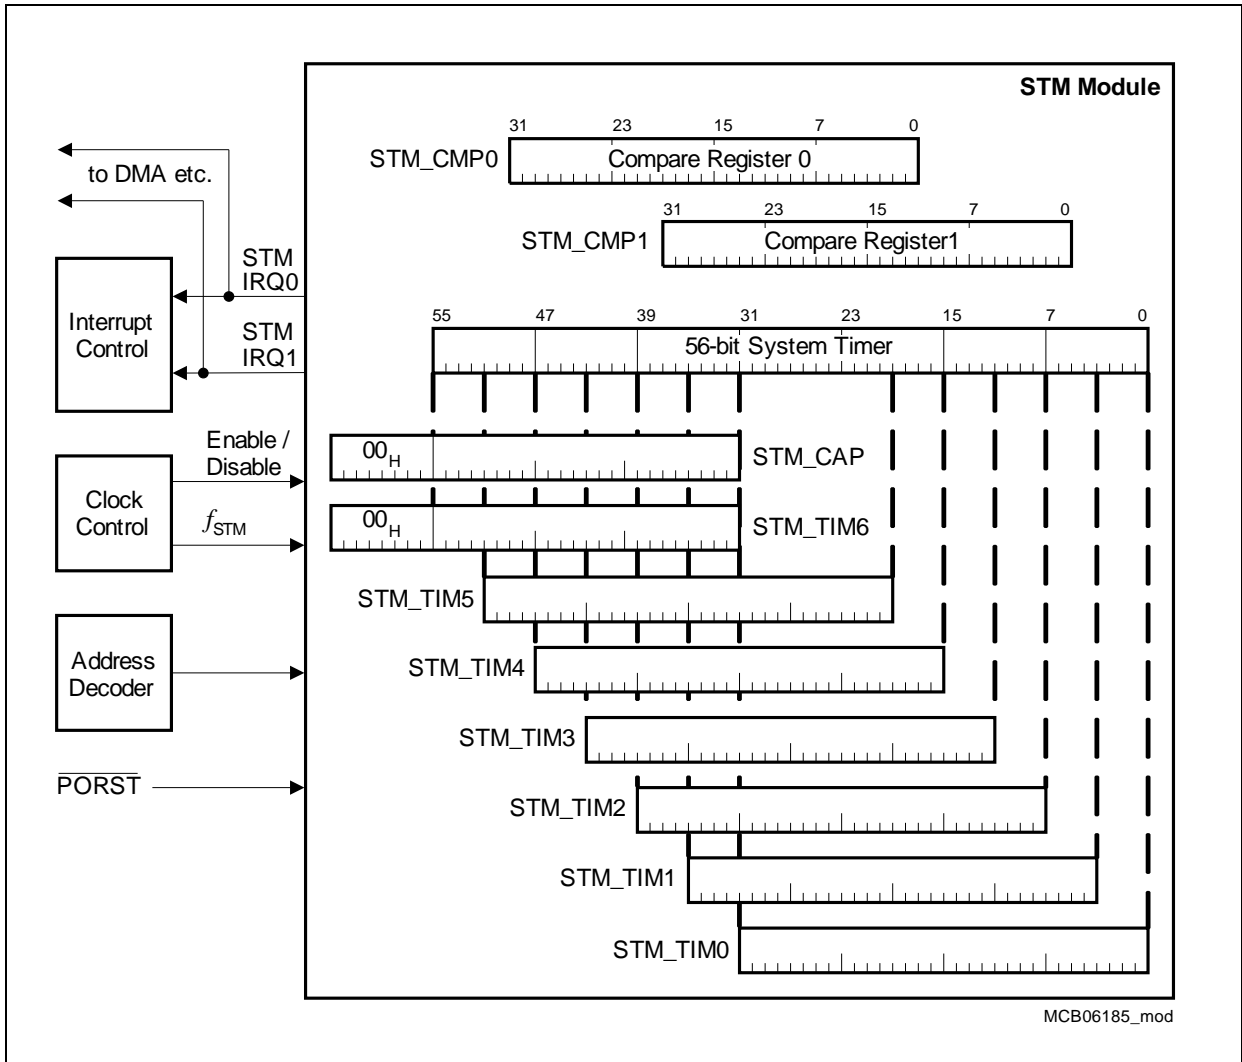 STM Module
31 23 15 7 0
STM_CMP0 Compare Register 0
to DMA etc.
31 23 15 7 0
STM_CMP1 Compare Register1
STM
IRQ0
Interrupt
Control
STM
IRQ1
55 47 39 31 23 15 7 0
56-bit System Timer
Enable /
Disable
00H STM_CAP
Clock
Control
fSTM
00H STM_TIM6
STM_TIM5
Address
Decoder
STM_TIM4
STM_TIM3
PORST
STM_TIM2
STM_TIM1
STM_TIM0
MCB06185_mod